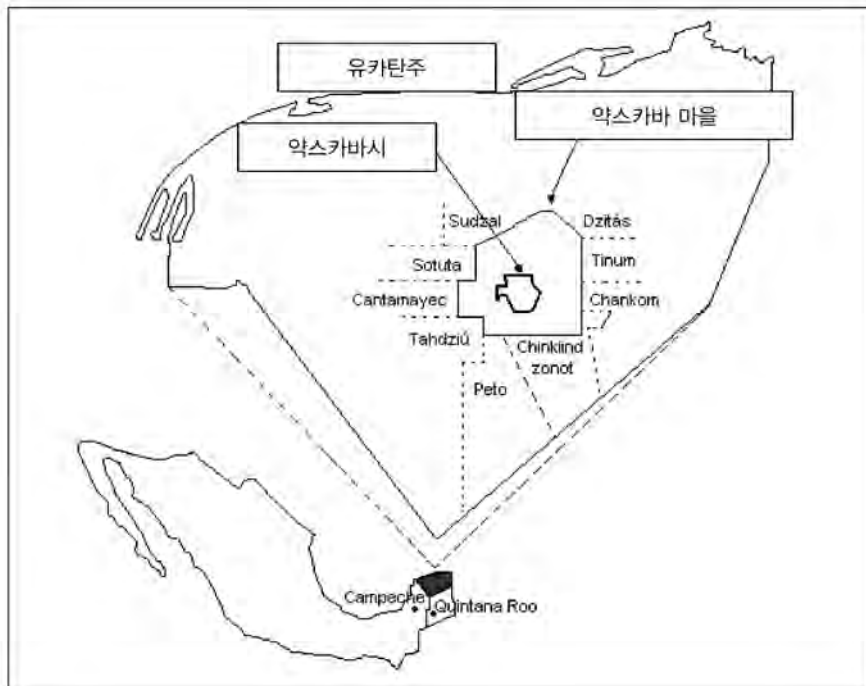 유카탄주
약스카바 마을
약스카바시
Sudzal
Dzitás
Sotuta
Tinum
Cantamayec
Chankom
Tahdziú
Chinkiind
zonot
Peto
Campeche
Quintana Roo